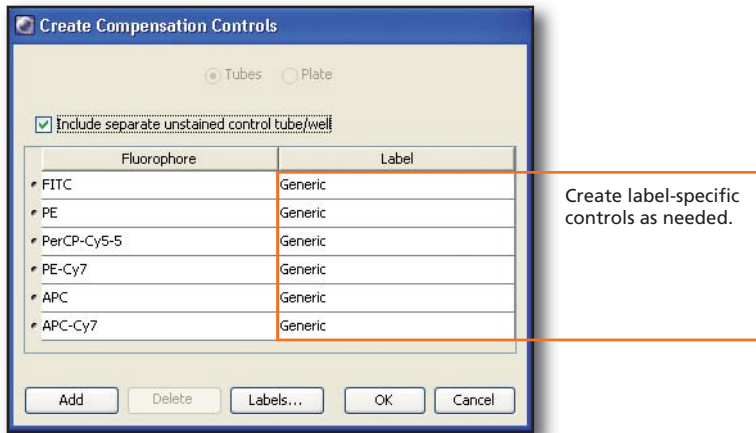 Create Compensation Controls
Tubes Plate
Include separate unstained control tube/well
Fluorophore Label
FITC Generic
PE Generic
PerCP-Cy5-5 Generic
PE-Cy7 Generic
APC Generic
APC-Cy7 Generic
Add Delete Labels... OK Cancel
Create label-specific
controls as needed.